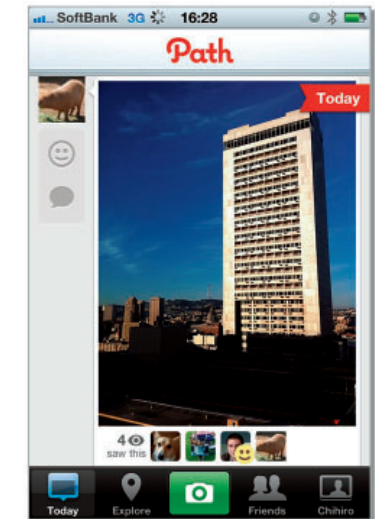 SoftBank 3G 16:28
Path
Today
4
saw this
Today Explore Friends Chihiro